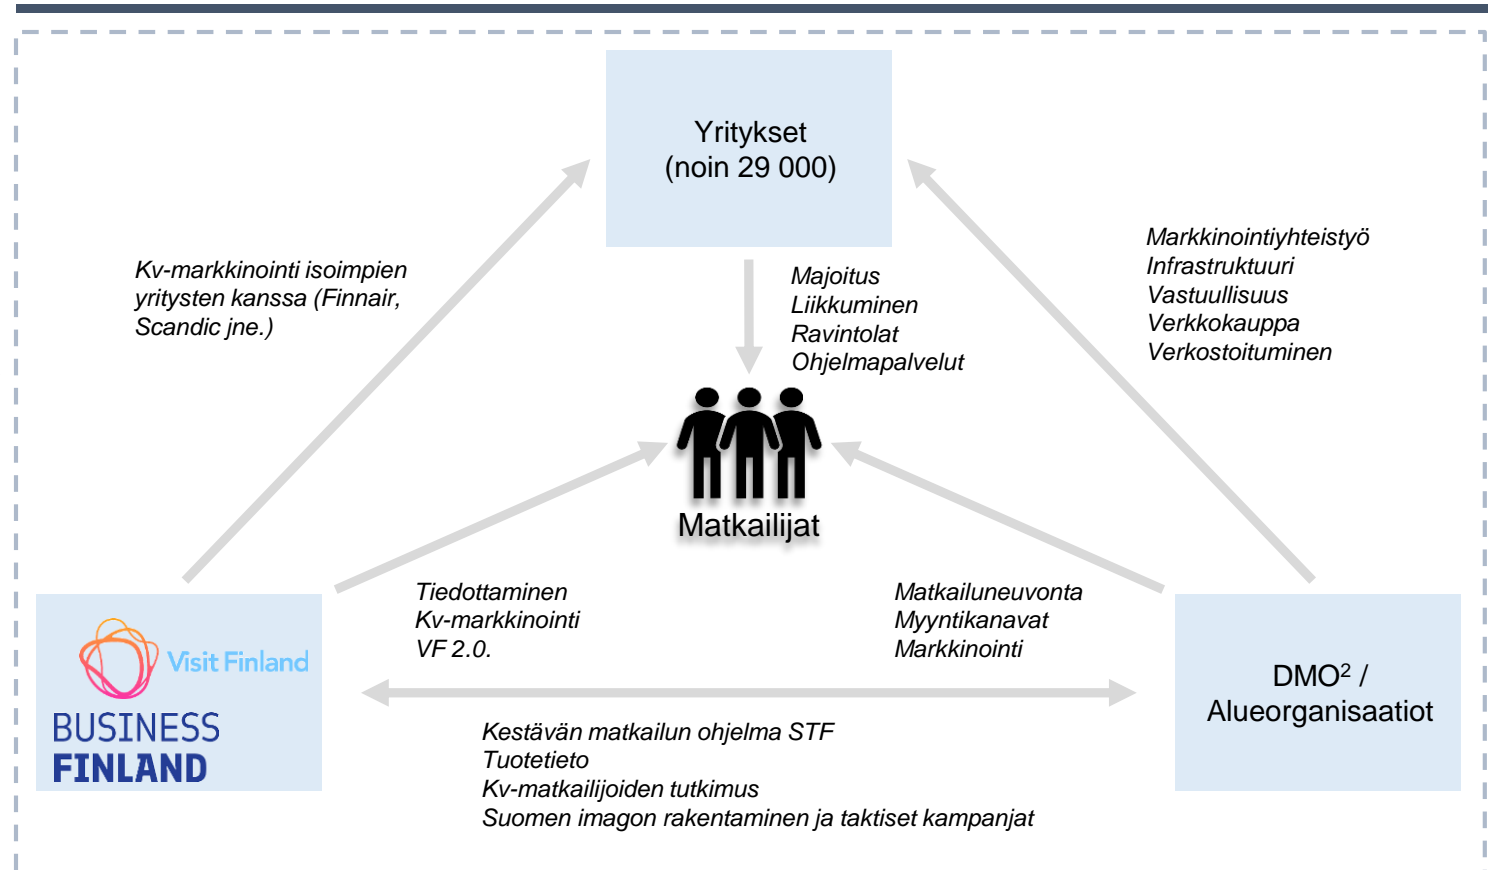 Yritykset
(noin 29 000)
Kv-markkinointi isoimpien
yritysten kanssa (Finnair,
Scandic jne.)
Majoitus
Liikkuminen
Ravintolat
Ohjelmapalvelut
Markkinointiyhteistyö
Infrastruktuuri
Vastuullisuus
Verkkokauppa
Verkostoituminen
Matkailijat
Tiedottaminen
Kv-markkinointi
VF 2.0.
Matkailuneuvonta
Myyntikanavat
Markkinointi
Visit Finland
BUSINESS
FINLAND
DMO² /
Alueorganisaatiot
Kestävän matkailun ohjelma STF
Tuotetieto
Kv-matkailijoiden tutkimus
Suomen imagon rakentaminen ja taktiset kampanjat